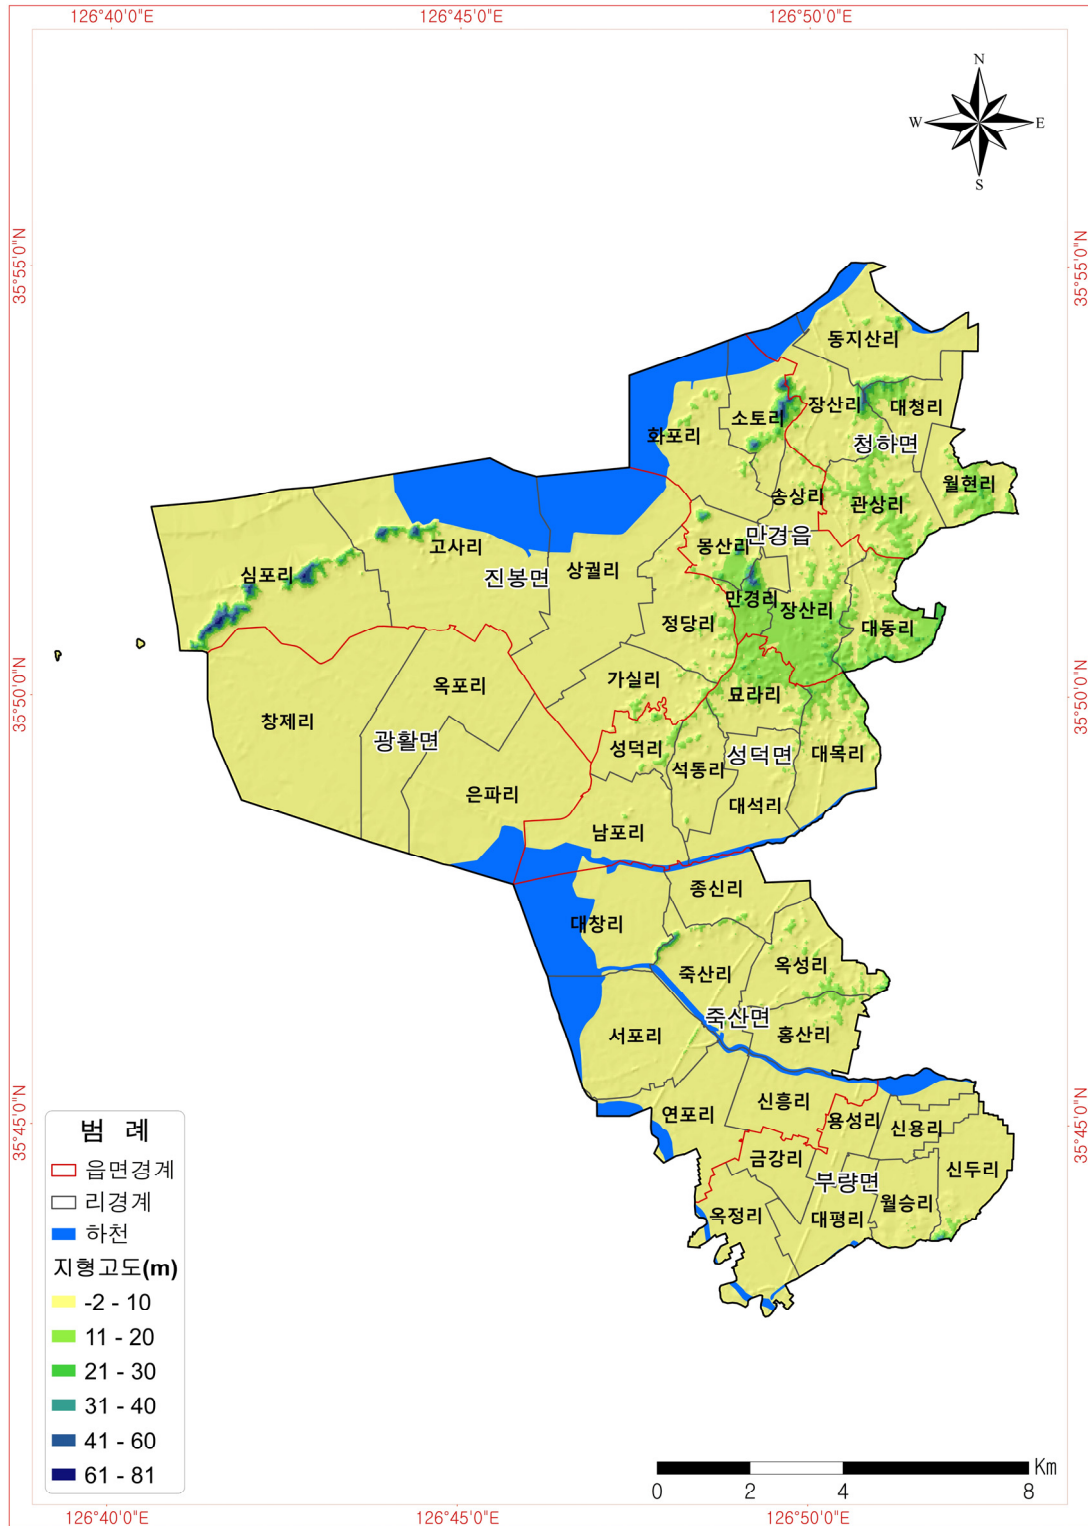 126°40'0"E
126°45'0"E
126°50'0"E
N
W
E
S
35°55'0"N
35°55'0"N
동지산리
장산리
대청리
소토리
화포리
청하면
월현리
송상리
관상리
고사리
몽산리
만경읍
심포리
진봉면
상궐리
만경리
장산리
정당리
대동리
가실리
옥포리
묘라리
35°50'0"N
35°50'0"N
창제리
광활면
성덕리
성덕면
대목리
석동리
은파리
대석리
남포리
종신리
대창리
죽산리
옥성리
죽산면
서포리
홍산리
신흥리
연포리
용성리
신용리
35°45'0"N
35°45'0"N
금강리
신두리
부량면
월승리
옥정리
대평리
범 례
읍면경계
리경계
하천
지형고도(m)
-2 - 10
11 - 20
21 - 30
31 - 40
41 - 60
61 - 81
Km
0 2 4 8
126°40'0"E
126°45'0"E
126°50'0"E